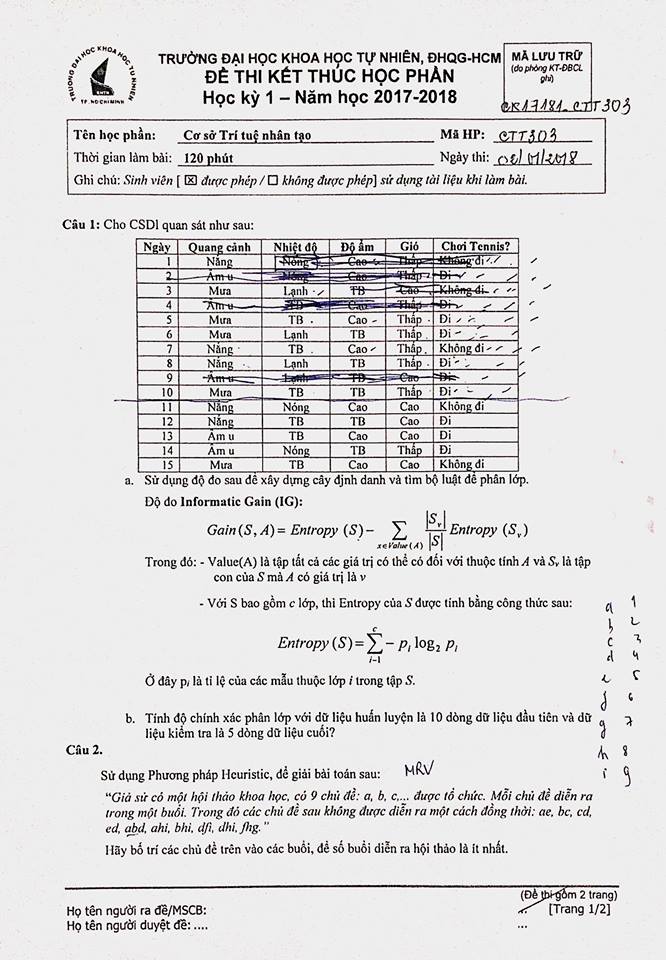 TRƯỜNG ĐẠI HỌC KHOA HỌC TỰ NHIÊN
KHTN
TP. HO CHI MINH
TRƯỜNG ĐẠI HỌC KHOA HỌC TỰ NHIÊN, ĐHQG-HCM
ĐỀ THI KẾT THÚC HỌC PHẦN
Học kỳ 1 – Năm học 2017-2018
MÃ LƯU TRỮ
(do phòng KT-ĐBCL
ghi)
CK17181_CTT303
Tên học phần: Cơ sở Trí tuệ nhân tạo Mã HP: CTT303
Thời gian làm bài: 120 phút Ngày thi: 02/01/2018
Ghi chú: Sinh viên [ ☒ được phép / ☐ không được phép] sử dụng tài liệu khi làm bài.
Câu 1: Cho CSDl quan sát như sau:
Ngày Quang cảnh Nhiệt độ Độ ẩm Gió Chơi Tennis?
1 Nắng Nóng Cao Thấp Không đi
2 Âm u Nóng Cao Thấp Đi
3 Mưa Lạnh TB Cao Không đi
4 Âm u TB Cao Thấp Đi
5 Mưa TB Cao Thấp Đi
6 Mưa Lạnh TB Thấp Đi
7 Nắng TB Cao Thấp Không đi
8 Nắng Lạnh TB Thấp Đi
9 Âm u Lạnh TB Cao Đi
10 Mưa TB TB Thấp Đi
11 Nắng Nóng Cao Cao Không đi
12 Nắng TB TB Cao Đi
13 Âm u TB Cao Cao Đi
14 Âm u Nóng TB Thấp Đi
15 Mưa TB Cao Cao Không đi
a. Sử dụng độ đo sau để xây dựng cây định danh và tìm bộ luật để phân lớp.
Độ đo Informatic Gain (IG):
Gain(S, A) = Entropy (S) − ∑ x∈Value(A) |Sv| / |S| Entropy (Sv)
Trong đó: - Value(A) là tập tất cả các giá trị có thể có đối với thuộc tính A và Sv là tập
con của S mà A có giá trị là v
- Với S bao gồm c lớp, thì Entropy của S được tính bằng công thức sau:
Entropy (S) = ∑ c i−1 − pi log2 pi
Ở đây pi là tỉ lệ của các mẫu thuộc lớp i trong tập S.
a 1
b 2
c 3
d 4
e 5
f 6
g 7
h 8
i 9
b. Tính độ chính xác phân lớp với dữ liệu huấn luyện là 10 dòng dữ liệu đầu tiên và dữ
liệu kiểm tra là 5 dòng dữ liệu cuối?
Câu 2.
Sử dụng Phương pháp Heuristic, để giải bài toán sau: MRV
“Giả sử có một hội thảo khoa học, có 9 chủ đề: a, b, c,... được tổ chức. Mỗi chủ đề diễn ra
trong một buổi. Trong đó các chủ đề sau không được diễn ra một cách đồng thời: ae, bc, cd,
ed, abd, ahi, bhi, dfi, dhi, fhg.”
Hãy bố trí các chủ đề trên vào các buổi, để số buổi diễn ra hội thảo là ít nhất.
(Đề thi gồm 2 trang)
Họ tên người ra đề/MSCB: ... [Trang 1/2]
Họ tên người duyệt đề: .... ...